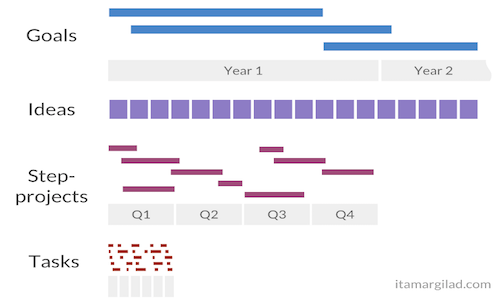 Goals
Year 1
Year 2
Ideas
Step-
projects
Q1
Q2
Q3
Q4
Tasks
itamargilad.com